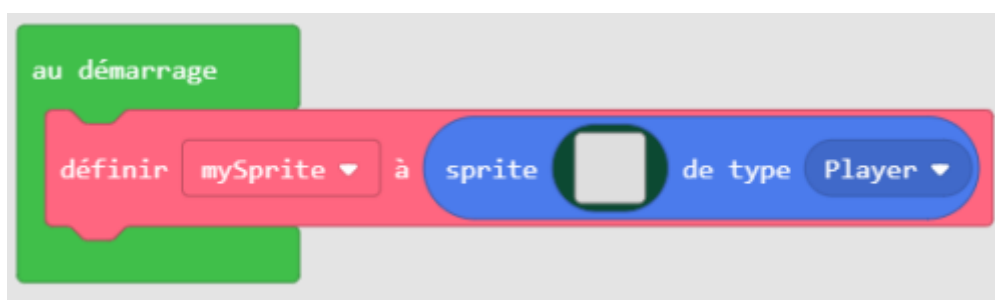 au démarrage
définir mySprite à sprite de type Player